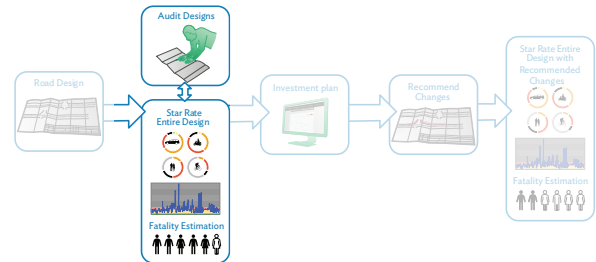 Audit Designs
Road Design
Star Rate
Entire Design
Fatality Estimation
Investment plan
Recommend
Changes
Star Rate Entire
Design with
Recommended
Changes
Fatality Estimation